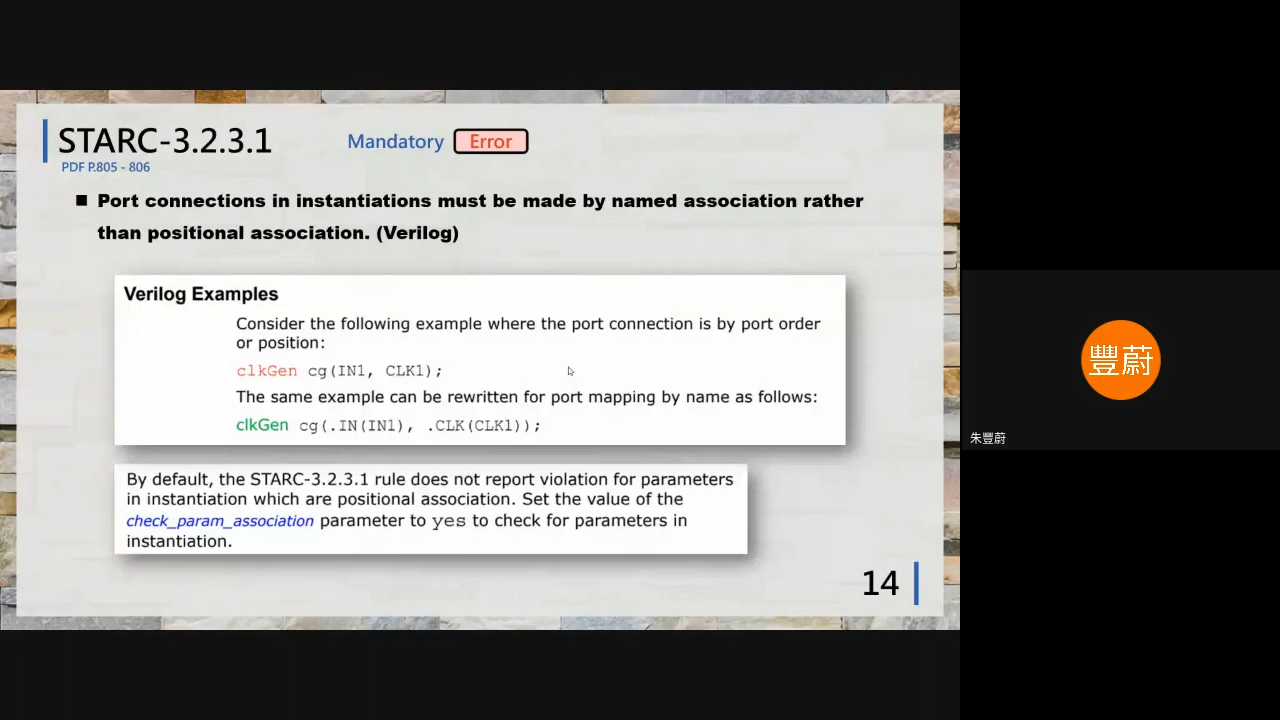 STARC-3.2.3.1
Mandatory Error
PDF P.805 - 806
■ Port connections in instantiations must be made by named association rather
than positional association. (Verilog)
Verilog Examples
Consider the following example where the port connection is by port order
or position:
clkGen cg(IN1, CLK1);
The same example can be rewritten for port mapping by name as follows:
clkGen cg(.IN(IN1), .CLK(CLK1));
By default, the STARC-3.2.3.1 rule does not report violation for parameters
in instantiation which are positional association. Set the value of the
check_param_association parameter to yes to check for parameters in
instantiation.
14
豐蔚
朱豐蔚